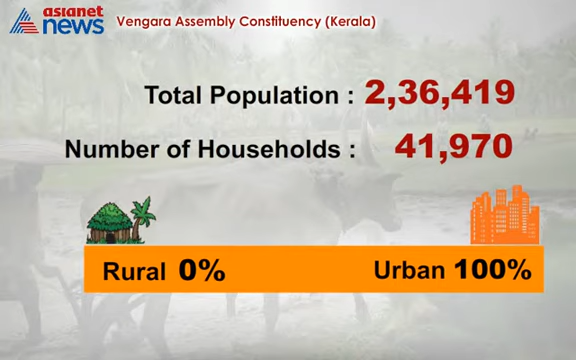 asianet
news
Vengara Assembly Constituency (Kerala)
Total Population : 2,36,419
Number of Households : 41,970
Rural 0% Urban 100%